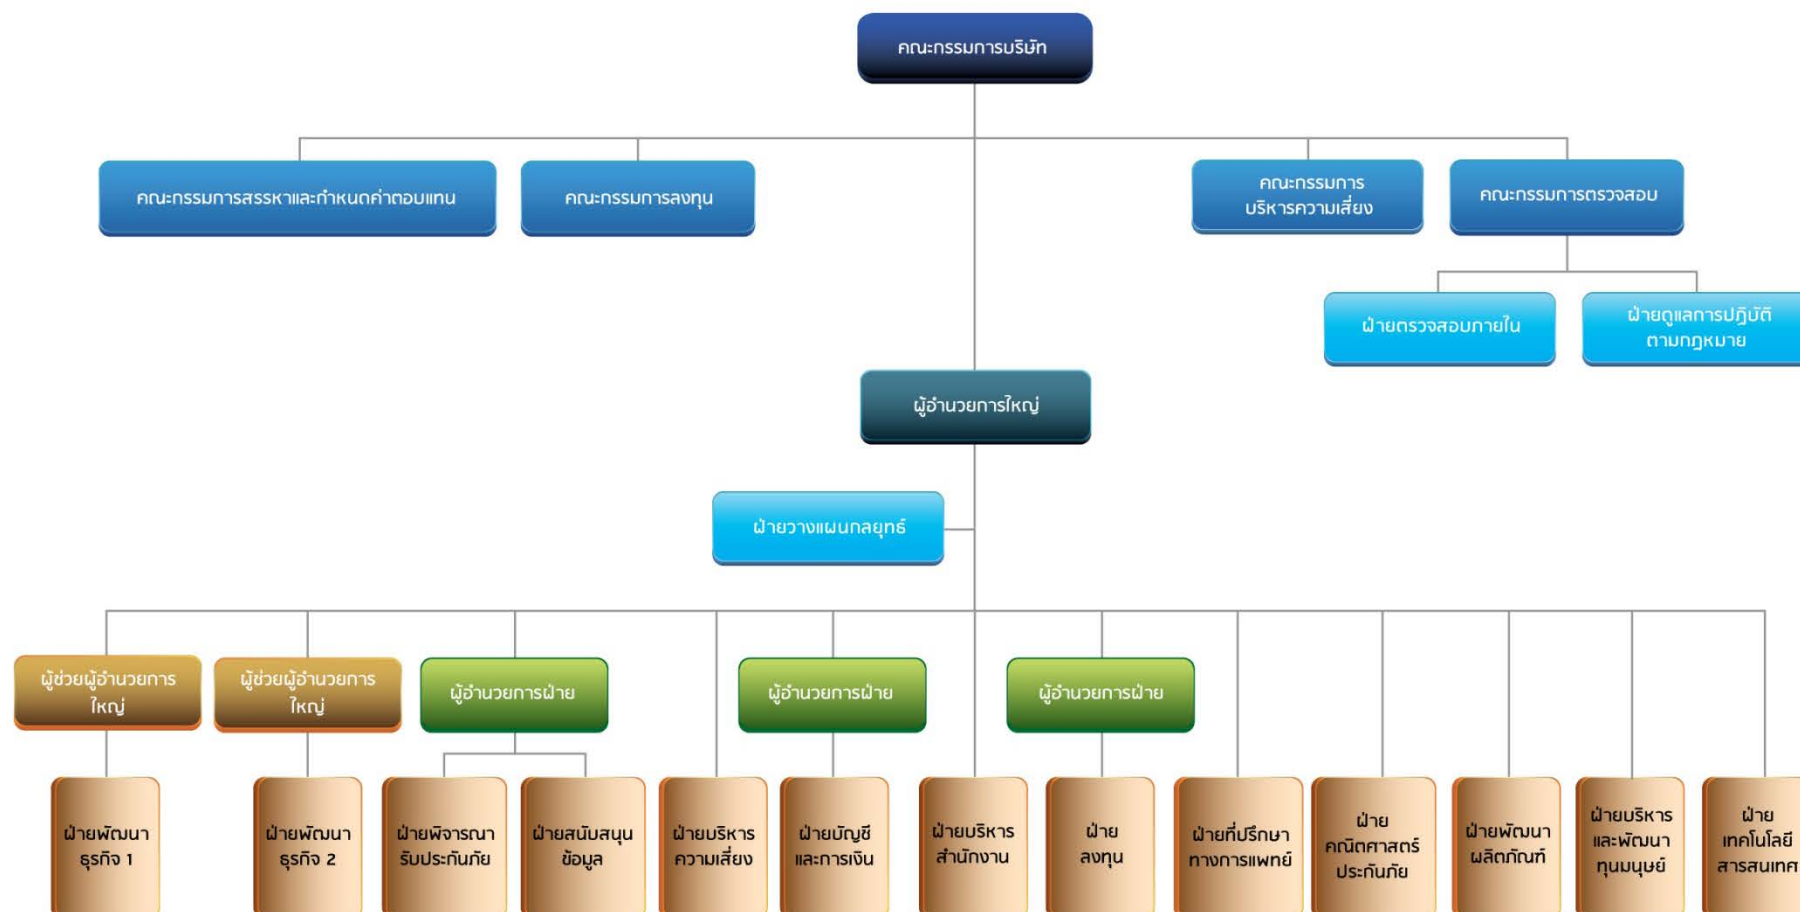 คณะกรรมการบริษัท
คณะกรรมการสรรหาและกำหนดค่าตอบแทน
คณะกรรมการลงทุน
คณะกรรมการ
บริหารความเสี่ยง
คณะกรรมการตรวจสอบ
ฝ่ายตรวจสอบภายใน
ฝ่ายดูแลการปฏิบัติ
ตามกฎหมาย
ผู้อำนวยการใหญ่
ฝ่ายวางแผนกลยุทธ์
ผู้ช่วยผู้อำนวยการ
ใหญ่
ผู้ช่วยผู้อำนวยการ
ใหญ่
ผู้อำนวยการฝ่าย
ผู้อำนวยการฝ่าย
ผู้อำนวยการฝ่าย
ฝ่ายพัฒนา
ธุรกิจ 1
ฝ่ายพัฒนา
ธุรกิจ 2
ฝ่ายพิจารณา
รับประกันภัย
ฝ่ายสนับสนุน
ข้อมูล
ฝ่ายบริหาร
ความเสี่ยง
ฝ่ายบัญชี
และการเงิน
ฝ่ายบริหาร
สำนักงาน
ฝ่าย
ลงทุน
ฝ่ายที่ปรึกษา
ทางการแพทย์
ฝ่าย
คณิตศาสตร์
ประกันภัย
ฝ่ายพัฒนา
ผลิตภัณฑ์
ฝ่ายบริหาร
และพัฒนา
ทุนมนุษย์
ฝ่าย
เทคโนโลยี
สารสนเทศ